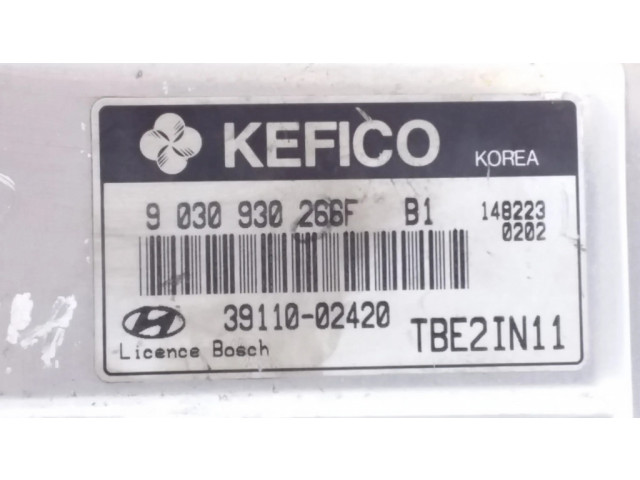 KEFICO KOREA
9 030 930 266F B1 148223
0202
39110-02420 TBE2IN11
Licence Bosch